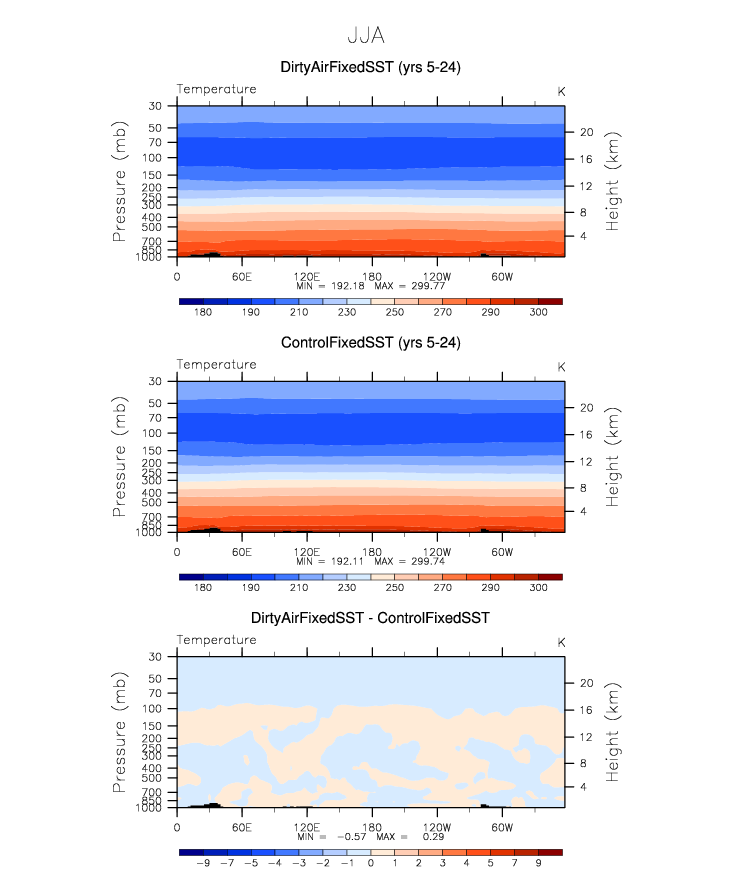 JJA
DirtyAirFixedSST (yrs 5-24)
Temperature K
Pressure (mb)
30
50
70
100
150
200
250
300
400
500
700
850
1000
20
16
12
8
4
Height (km)
0 60E 120E 180 120W 60W
MIN = 192.18 MAX = 299.77
180 190 210 230 250 270 290 300
ControlFixedSST (yrs 5-24)
Temperature K
Pressure (mb)
30
50
70
100
150
200
250
300
400
500
700
850
1000
20
16
12
8
4
Height (km)
0 60E 120E 180 120W 60W
MIN = 192.11 MAX = 299.74
180 190 210 230 250 270 290 300
DirtyAirFixedSST - ControlFixedSST
Temperature K
Pressure (mb)
30
50
70
100
150
200
250
300
400
500
700
850
1000
20
16
12
8
4
Height (km)
0 60E 120E 180 120W 60W
MIN = -0.57 MAX = 0.29
-9 -7 -5 -4 -3 -2 -1 0 1 2 3 4 5 7 9